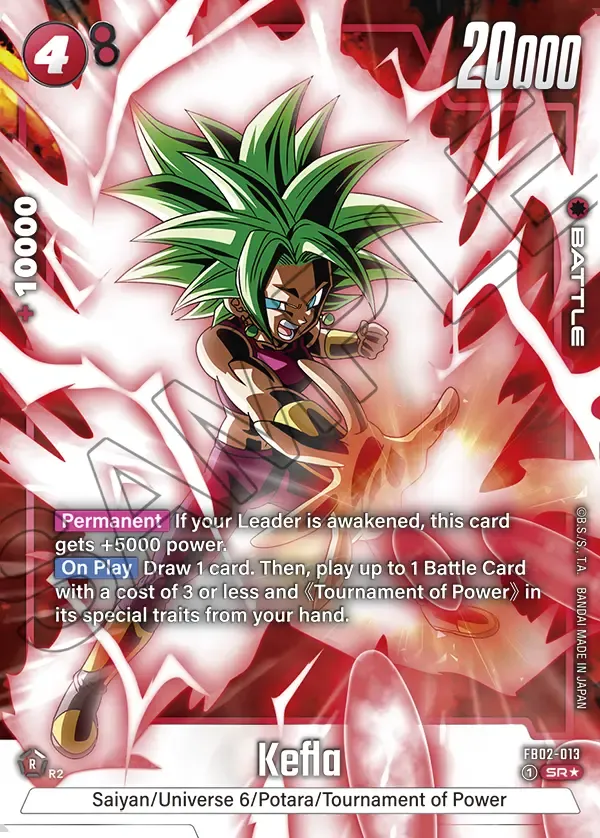 4 8
20000
+10000
BATTLE
SAMPLE
Permanent If your Leader is awakened, this card
gets +5000 power.
On Play Draw 1 card. Then, play up to 1 Battle Card
with a cost of 3 or less and 《Tournament of Power》 in
its special traits from your hand.
©B.S./S., T.A. BANDAI MADE IN JAPAN
Kefla
FB02-013
R R2
1 SR★
Saiyan/Universe 6/Potara/Tournament of Power